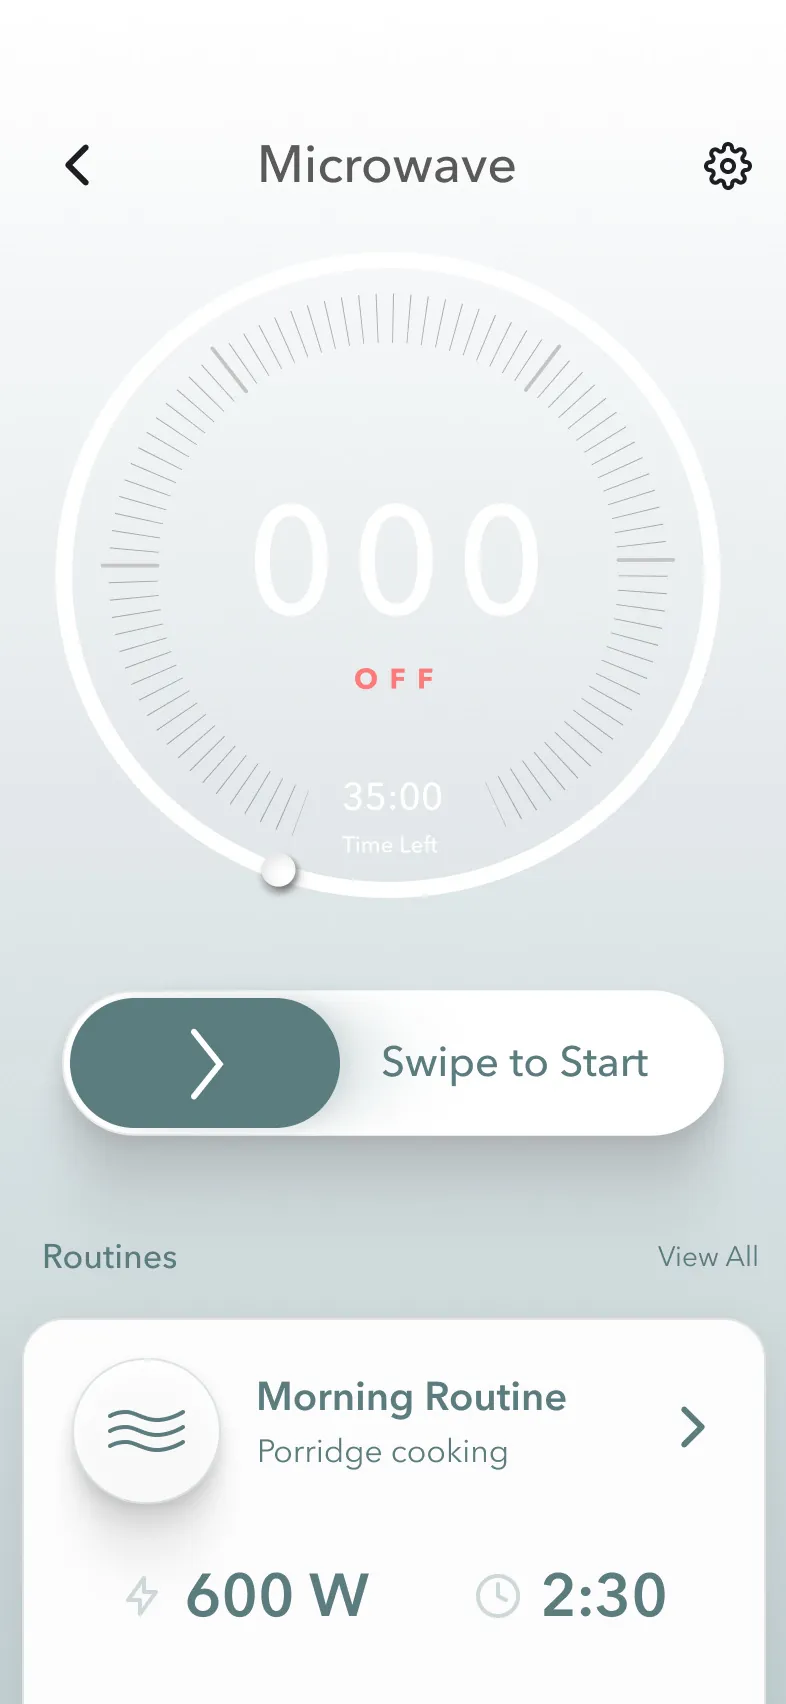 Microwave
000
OFF
35:00
Time Left
Swipe to Start
Routines
View All
Morning Routine
Porridge cooking
600 W
2:30